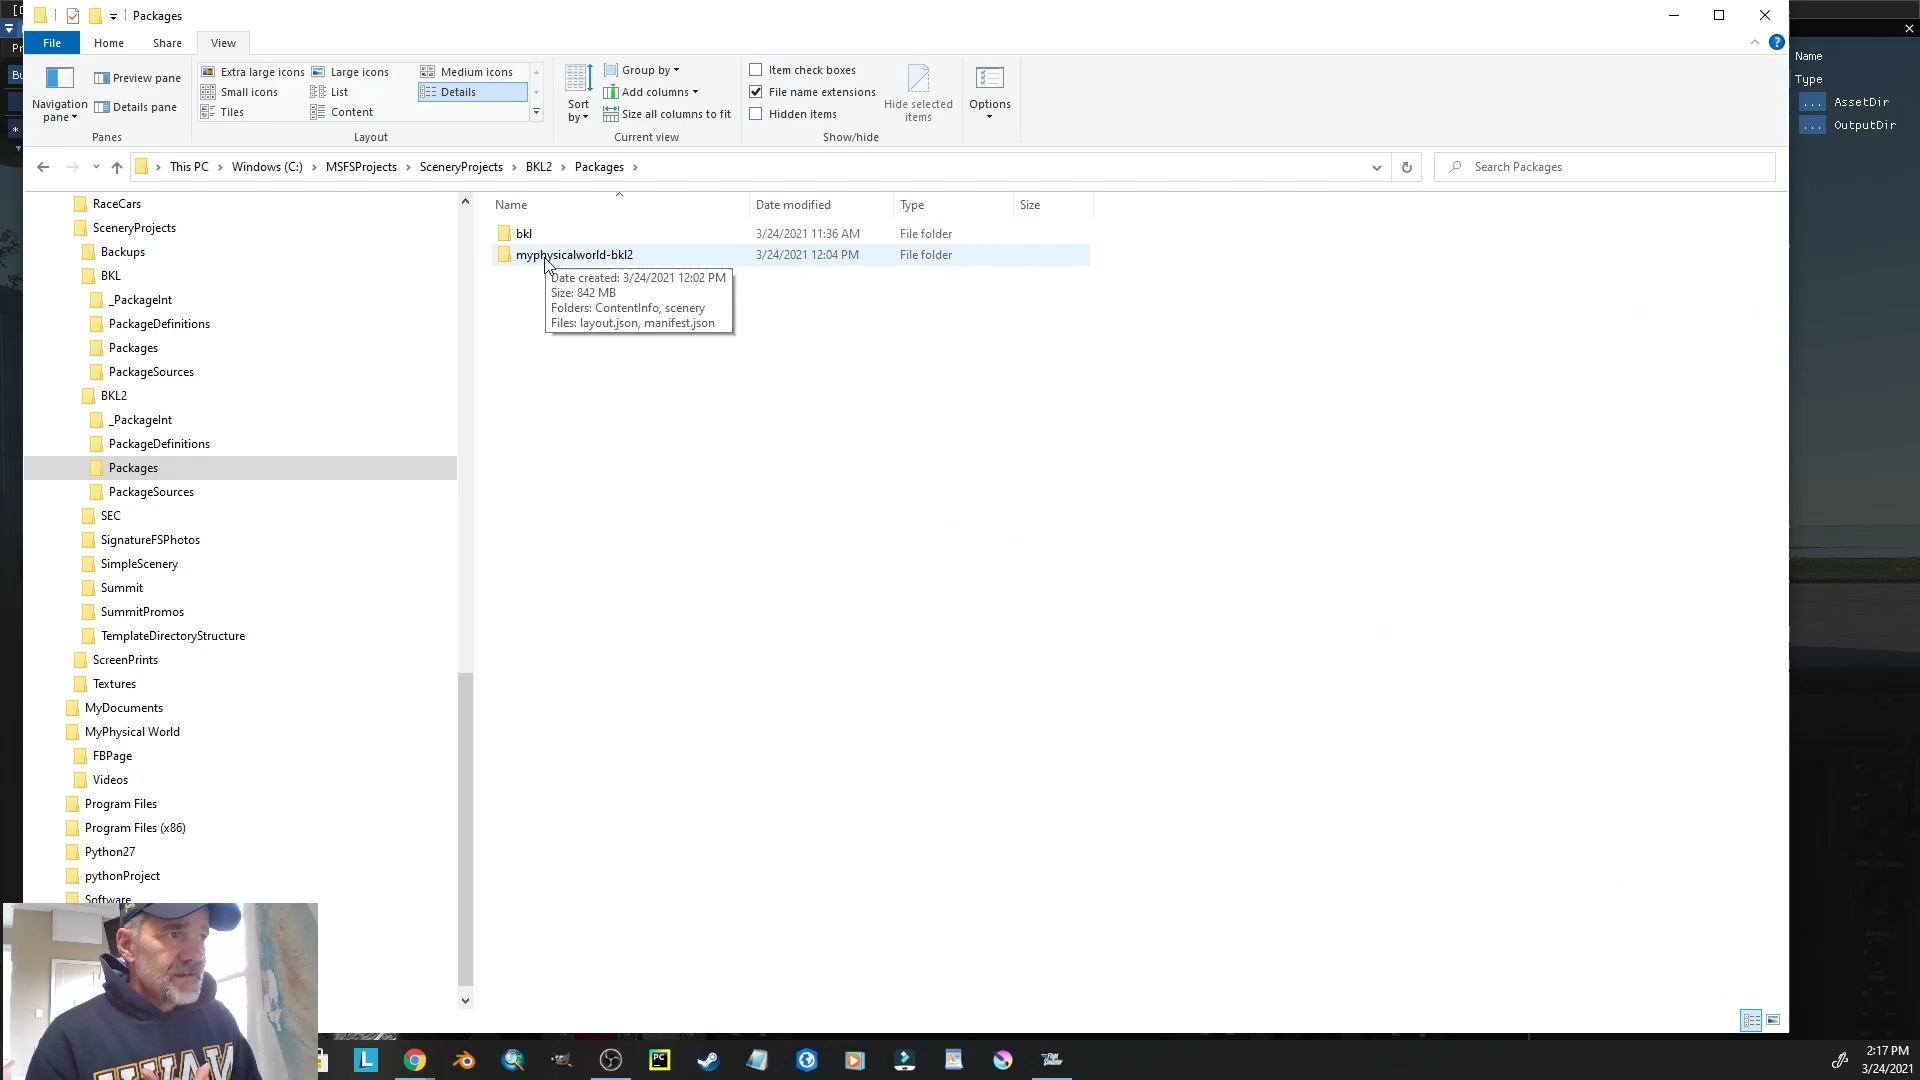 Packages
File Home Share View
Navigation pane
Preview pane
Details pane
Panes
Extra large icons Large icons Medium icons
Small icons List Details
Tiles Content
Layout
Sort by
Group by
Add columns
Size all columns to fit
Current view
Item check boxes
File name extensions
Hidden items
Hide selected items
Show/hide
Options
This PC > Windows (C:) > MSFSProjects > SceneryProjects > BKL2 > Packages >
Search Packages
RaceCars
SceneryProjects
Backups
BKL
_PackageInt
PackageDefinitions
Packages
PackageSources
BKL2
_PackageInt
PackageDefinitions
Packages
PackageSources
SEC
SignatureFSPhotos
SimpleScenery
Summit
SummitPromos
TemplateDirectoryStructure
ScreenPrints
Textures
MyDocuments
MyPhysical World
FBPage
Videos
Program Files
Program Files (x86)
Python27
pythonProject
Software
Name Date modified Type Size
bkl 3/24/2021 11:36 AM File folder
myphysicalworld-bkl2 3/24/2021 12:04 PM File folder
Date created: 3/24/2021 12:02 PM
Size: 842 MB
Folders: ContentInfo, scenery
Files: layout.json, manifest.json
Name
Type
... AssetDir
... OutputDir
L
PC
2:17 PM
3/24/2021